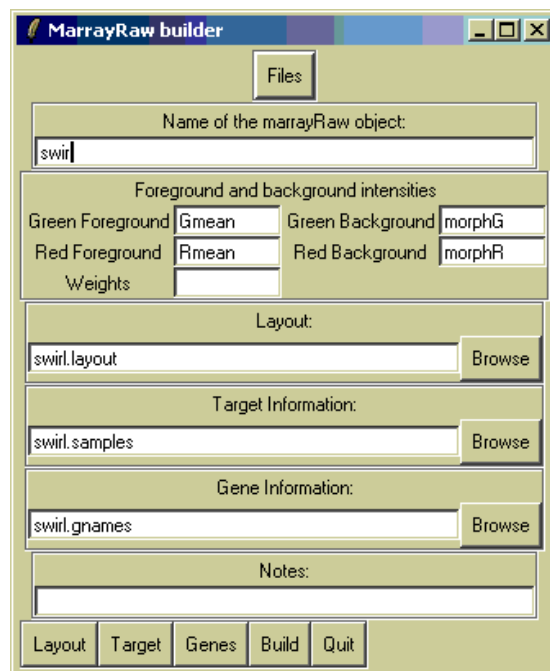 MarrayRaw builder
Files
Name of the marrayRaw object:
swir
Foreground and background intensities
Green Foreground Gmean Green Background morphG
Red Foreground Rmean Red Background morphR
Weights
Layout:
swirl.layout Browse
Target Information:
swirl.samples Browse
Gene Information:
swirl.gnames Browse
Notes:
Layout Target Genes Build Quit